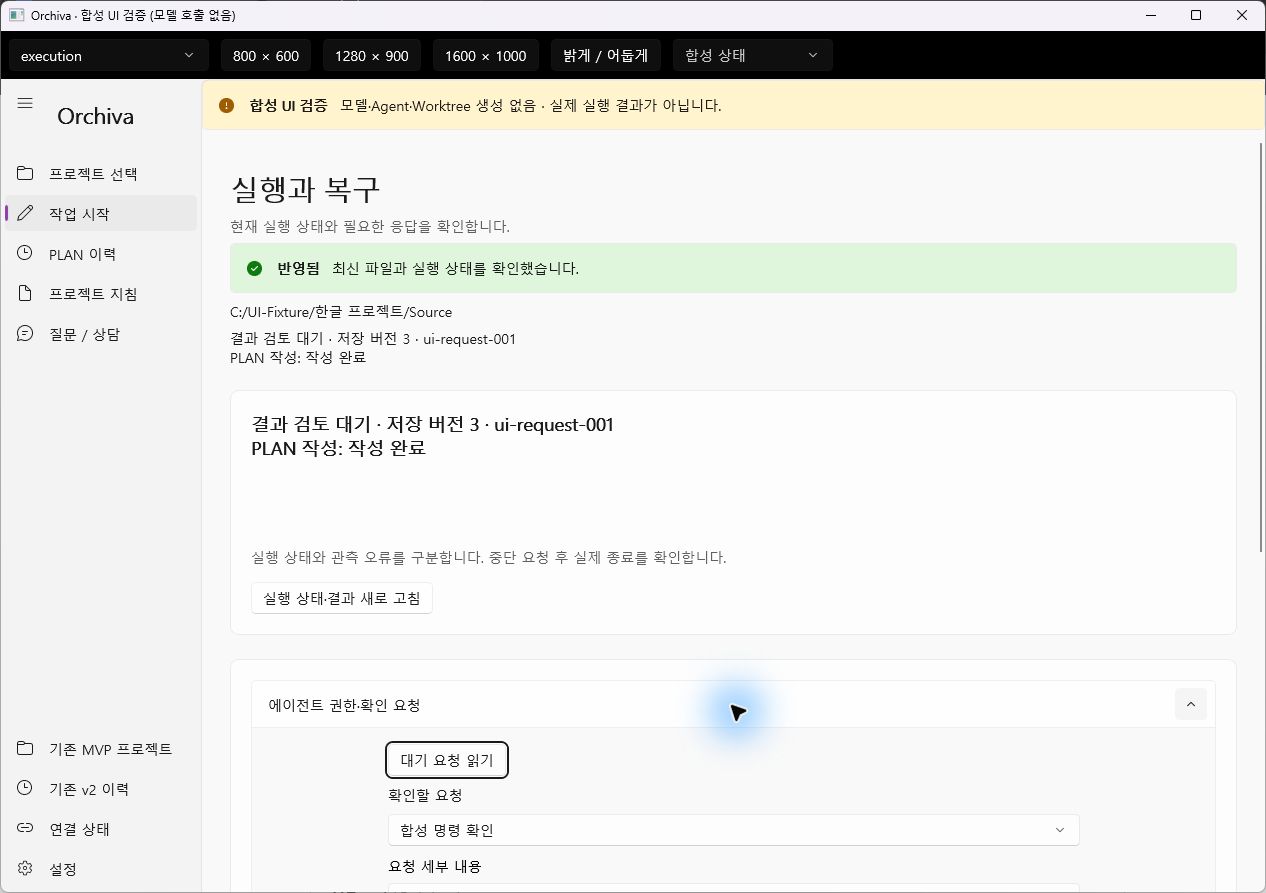 Orchiva · 합성 UI 검증 (모델 호출 없음)
execution
800 × 600
1280 × 900
1600 × 1000
밝게 / 어둡게
합성 상태
Orchiva
프로젝트 선택
작업 시작
PLAN 이력
프로젝트 지침
질문 / 상담
기존 MVP 프로젝트
기존 v2 이력
연결 상태
설정
합성 UI 검증 모델·Agent·Worktree 생성 없음 · 실제 실행 결과가 아닙니다.
실행과 복구
현재 실행 상태와 필요한 응답을 확인합니다.
반영됨 최신 파일과 실행 상태를 확인했습니다.
C:/UI-Fixture/한글 프로젝트/Source
결과 검토 대기 · 저장 버전 3 · ui-request-001
PLAN 작성: 작성 완료
결과 검토 대기 · 저장 버전 3 · ui-request-001
PLAN 작성: 작성 완료
실행 상태와 관측 오류를 구분합니다. 중단 요청 후 실제 종료를 확인합니다.
실행 상태·결과 새로 고침
에이전트 권한·확인 요청
대기 요청 읽기
확인할 요청
합성 명령 확인
요청 세부 내용